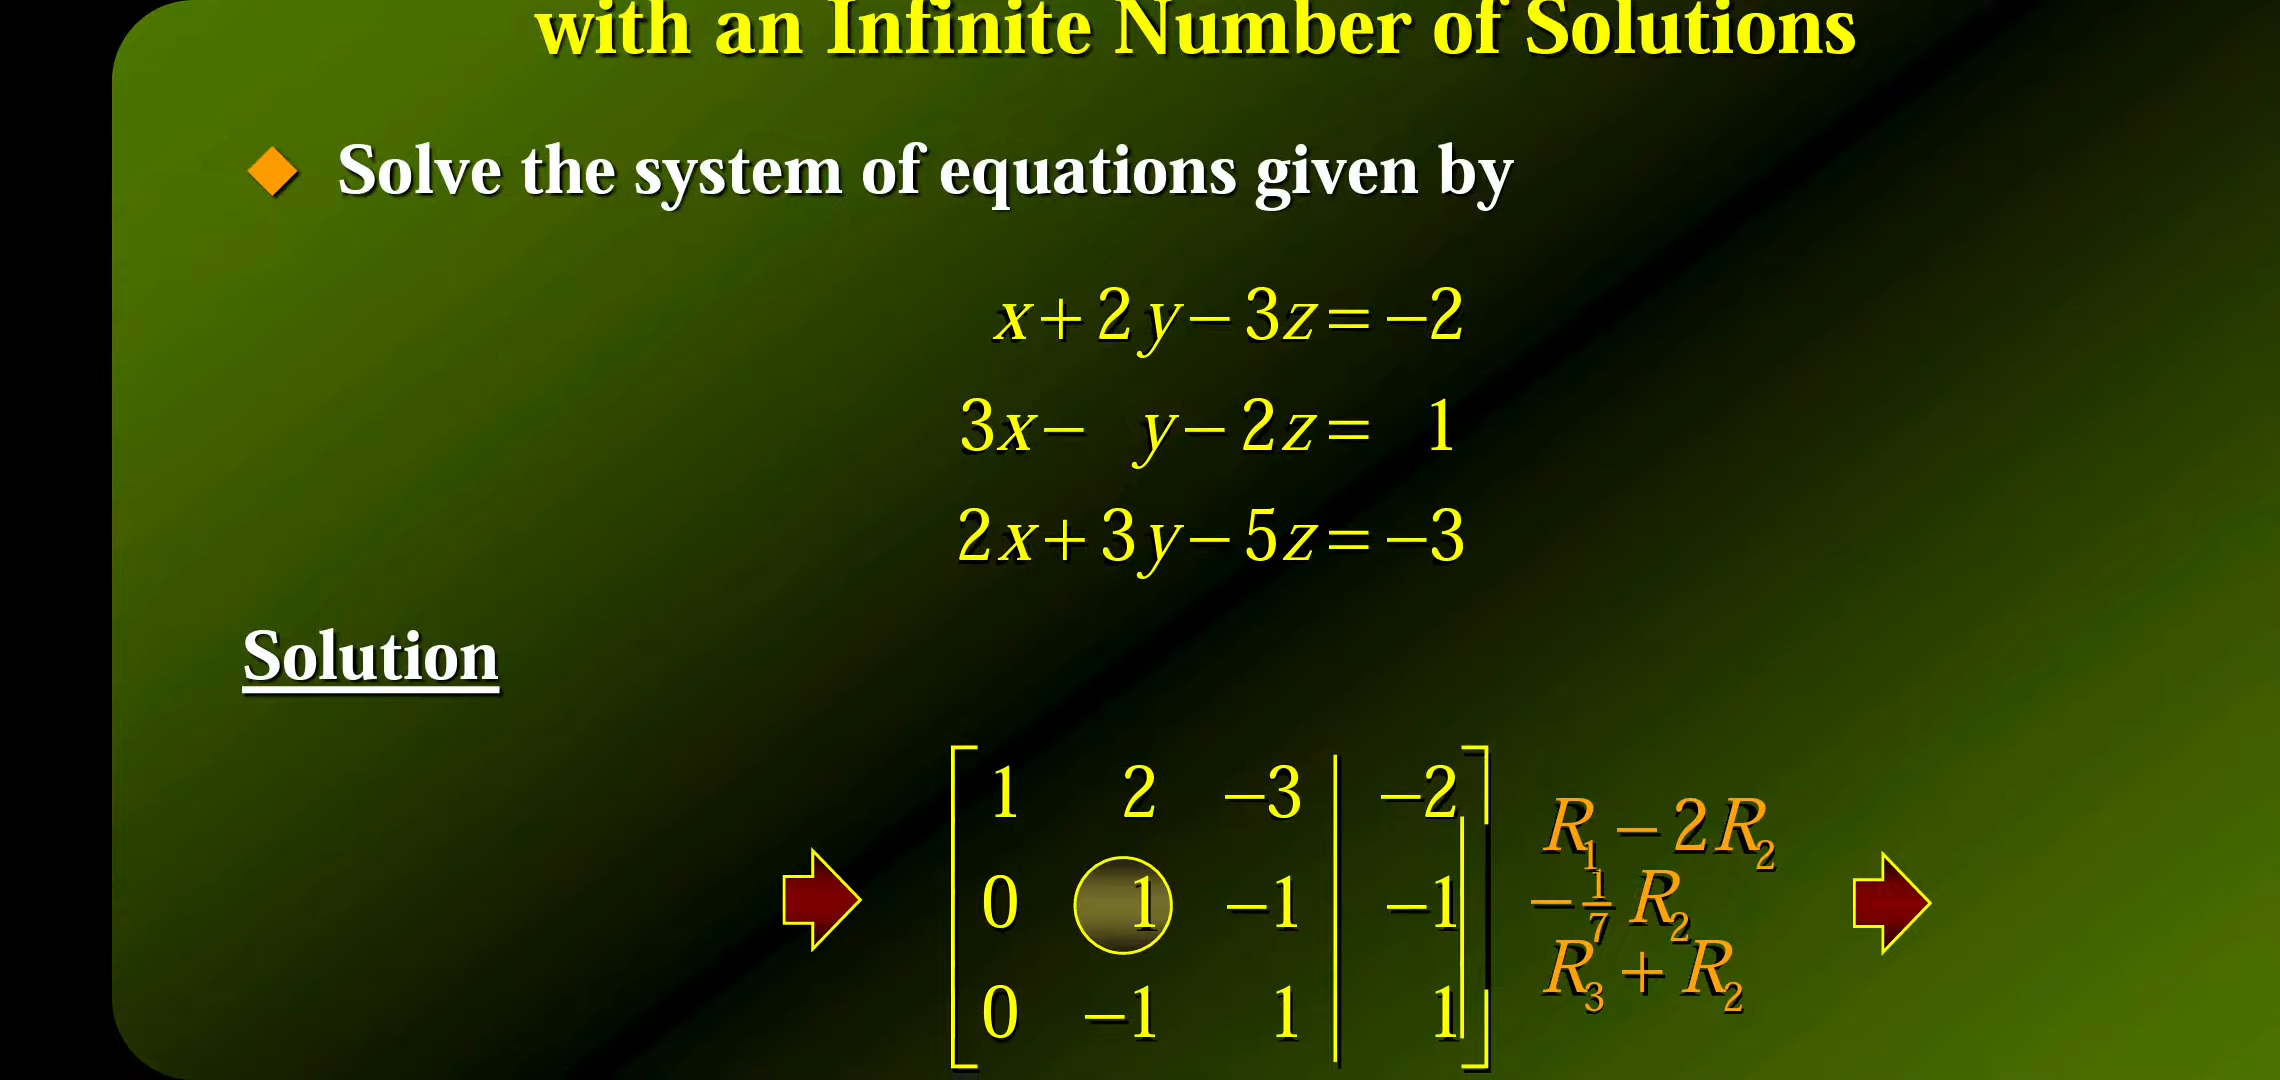 with an Infinite Number of Solutions
Solve the system of equations given by
x + 2y − 3z = −2
3x − y − 2z = 1
2x + 3y − 5z = −3
Solution
1 2 −3 | −2
0 1 −1 | −1
0 −1 1 | 1
R₁ − 2R₂
−1/7 R₂
R₃ + R₂